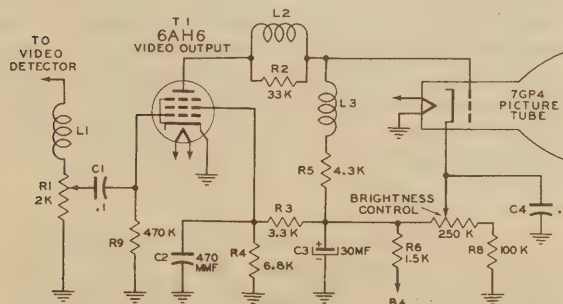 T1
6AH6
VIDEO OUTPUT
TO
VIDEO
DETECTOR
L1
R1
2K
C1
.1
R9
470 K
C2
470
MMF
R4
6.8K
R3
3.3 K
C3
+
30MF
L2
R2
33K
L3
R5
4.3K
7GP4
PICTURE
TUBE
BRIGHTNESS
CONTROL
250 K
R6
1.5K
R8
100 K
C4